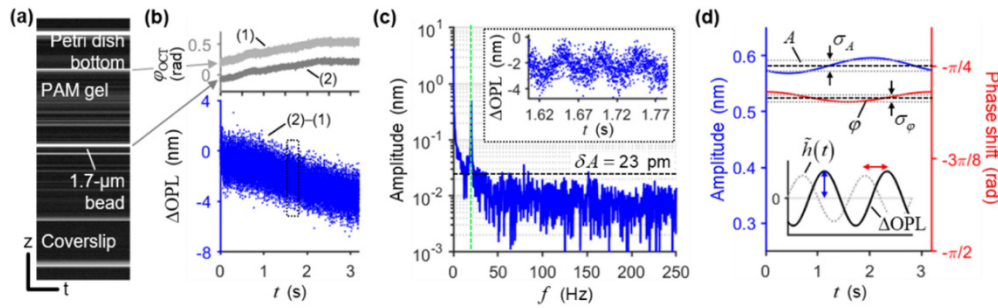 (a)
Petri dish
bottom
PAM gel
1.7-μm
bead
Coverslip
z
t
(b)
φOCT
(rad)
0.5
0
(1)
(2)
ΔOPL (nm)
4
0
-4
-8
(2)–(1)
0 1 2 3
t (s)
(c)
Amplitude (nm)
10^1
10^0
10^-1
10^-2
10^-3
0 50 100 150 200 250
f (Hz)
δA = 23 pm
ΔOPL
(nm)
0
-2
-4
1.62 1.67 1.72 1.77
t (s)
(d)
Amplitude (nm)
0.6
0.5
0.4
0.3
A
σA
φ
σφ
h̃(t)
0
ΔOPL
0 1 2 3
t (s)
-π/4
-3π/8
-π/2
Phase shift (rad)